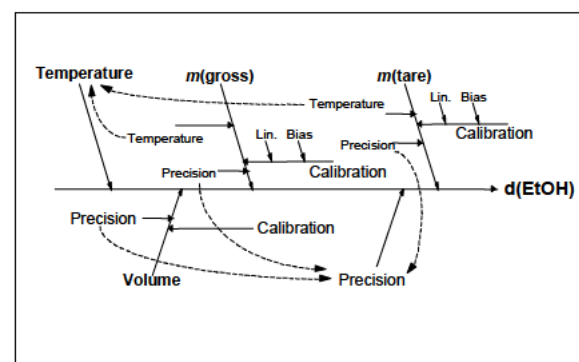 Temperature
m(gross)
m(tare)
Temperature
Lin. Bias
Temperature
Calibration
Lin. Bias
Precision
Precision
Calibration
d(EtOH)
Precision
Calibration
Volume
Precision